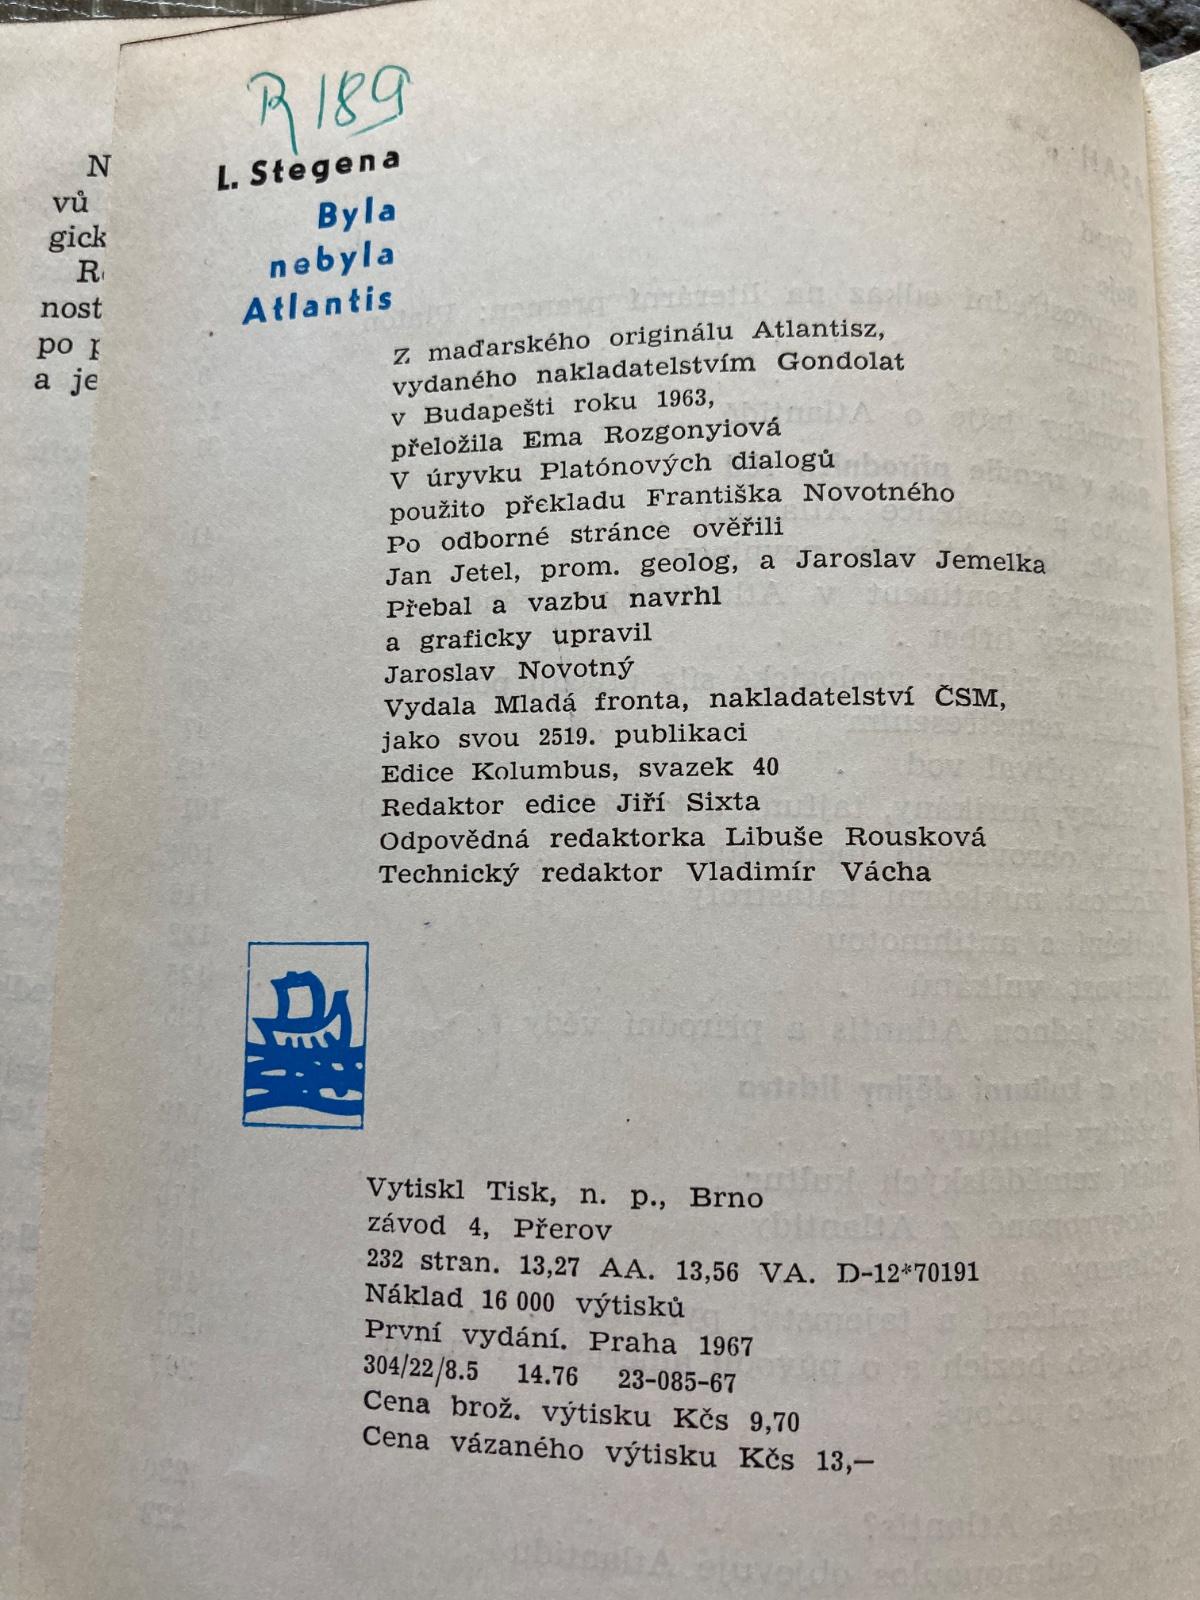 R 189
L. Stegena
Byla
nebyla
Atlantis
Z maďarského originálu Atlantisz,
vydaného nakladatelstvím Gondolat
v Budapešti roku 1963,
přeložila Ema Rozgonyiová
V úryvku Platónových dialogů
použito překladu Františka Novotného
Po odborné stránce ověřili
Jan Jetel, prom. geolog, a Jaroslav Jemelka
Přebal a vazbu navrhl
a graficky upravil
Jaroslav Novotný
Vydala Mladá fronta, nakladatelství ČSM,
jako svou 2519. publikaci
Edice Kolumbus, svazek 40
Redaktor edice Jiří Sixta
Odpovědná redaktorka Libuše Rousková
Technický redaktor Vladimír Vácha
Vytiskl Tisk, n. p., Brno
závod 4, Přerov
232 stran. 13,27 AA. 13,56 VA. D-12*70191
Náklad 16 000 výtisků
První vydání. Praha 1967
304/22/8.5 14.76 23-085-67
Cena brož. výtisku Kčs 9,70
Cena vázaného výtisku Kčs 13,—